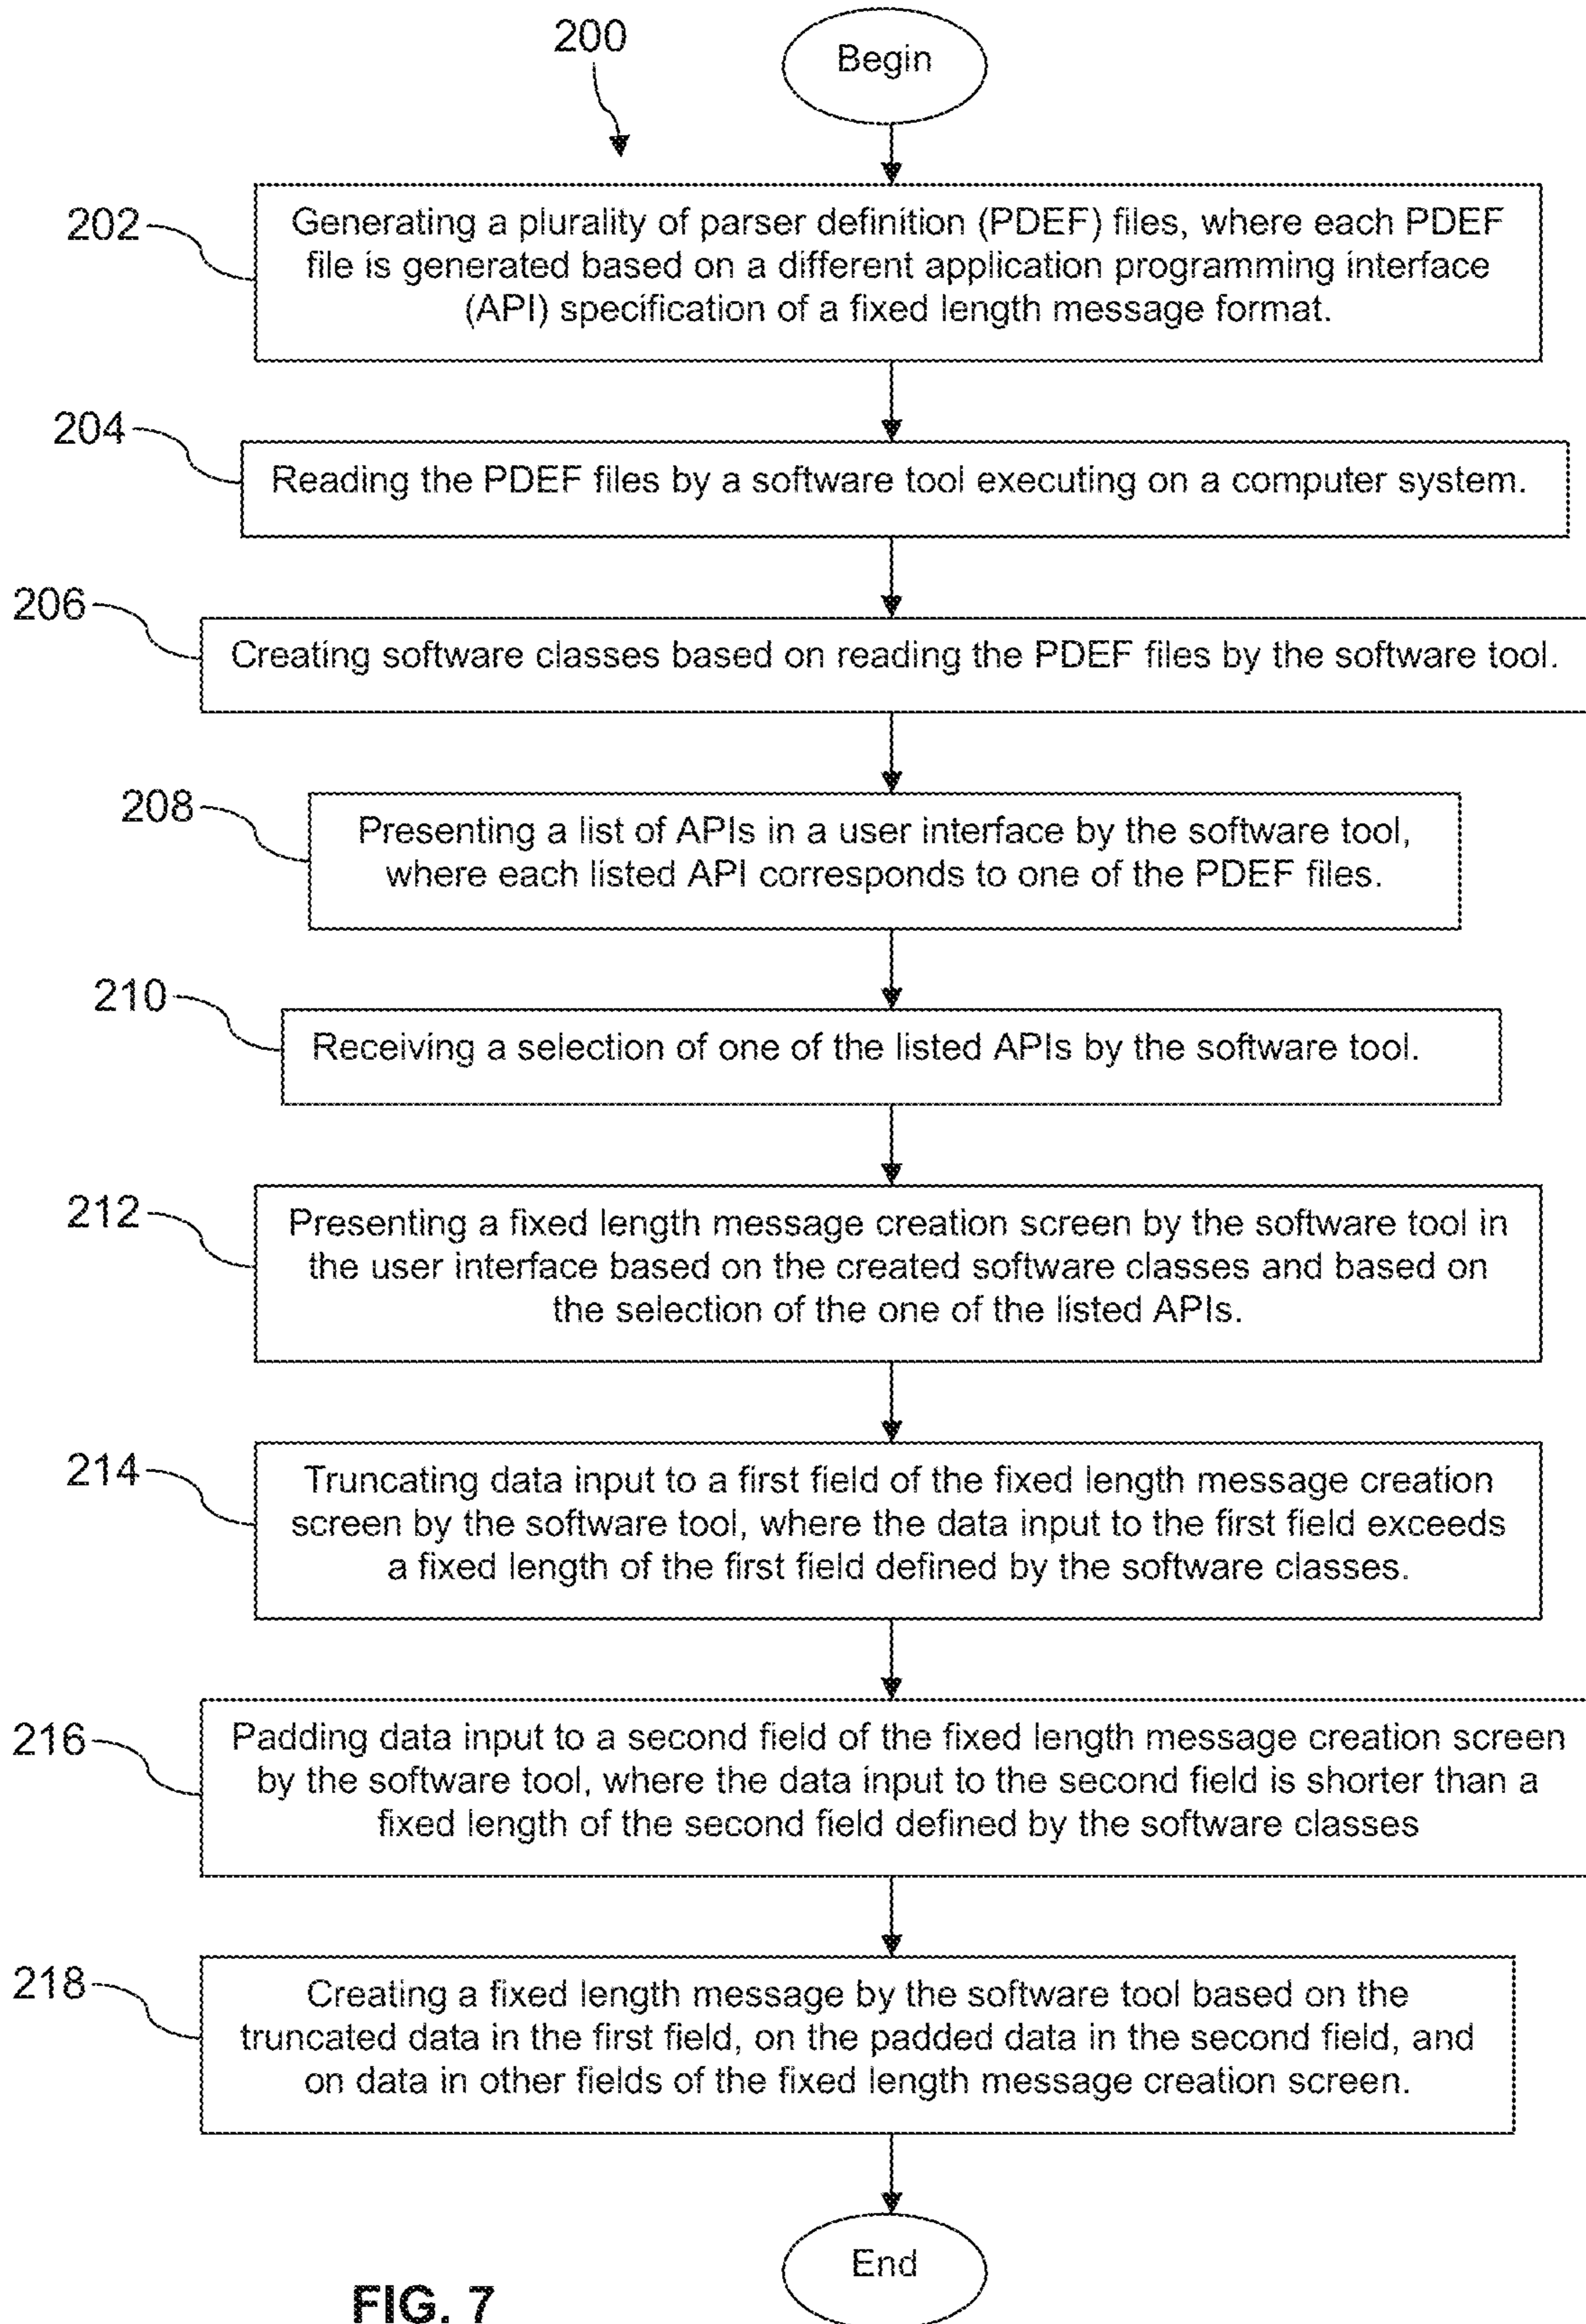 200
Begin
202
Generating a plurality of parser definition (PDEF) files, where each PDEF
file is generated based on a different application programming interface
(API) specification of a fixed length message format.
204
Reading the PDEF files by a software tool executing on a computer system.
206
Creating software classes based on reading the PDEF files by the software tool.
208
Presenting a list of APIs in a user interface by the software tool,
where each listed API corresponds to one of the PDEF files.
210
Receiving a selection of one of the listed APIs by the software tool.
212
Presenting a fixed length message creation screen by the software tool in
the user interface based on the created software classes and based on
the selection of the one of the listed APIs.
214
Truncating data input to a first field of the fixed length message creation
screen by the software tool, where the data input to the first field exceeds
a fixed length of the first field defined by the software classes.
216
Padding data input to a second field of the fixed length message creation screen
by the software tool, where the data input to the second field is shorter than a
fixed length of the second field defined by the software classes
218
Creating a fixed length message by the software tool based on the
truncated data in the first field, on the padded data in the second field, and
on data in other fields of the fixed length message creation screen.
End
FIG. 7